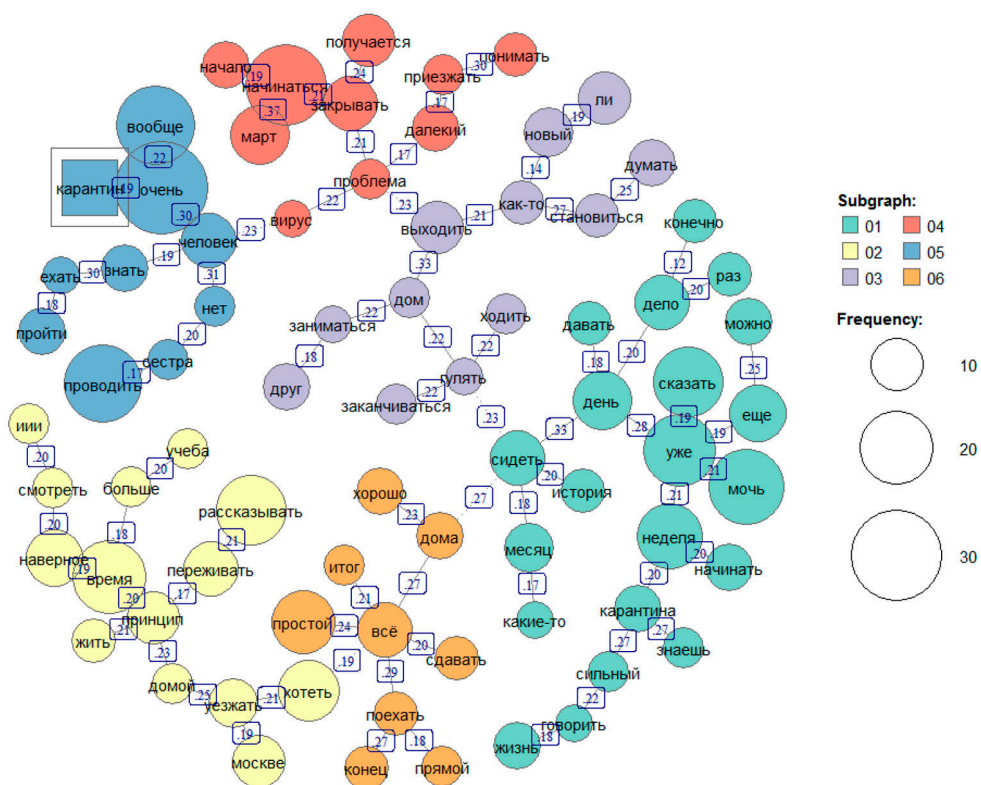 получается
начало
.19
начинаться
.24
.21
закрывать
.37
март
приезжать
.30
понимать
.17
далекий
.21
.17
проблема
вирус
.22
.23
.23
вообще
.22
карантин
.19
очень
.30
человек
.19
.31
ехать
.30
знать
.18
пройти
нет
.20
сестра
.17
проводить
ли
.19
новый
.14
думать
.25
как-то
.27
становиться
.21
выходить
.33
дом
.22
заниматься
.18
друг
.22
ходить
.22
гулять
.22
заканчиваться
.23
конечно
.12
раз
.20
дело
можно
.25
давать
.18
.20
день
сказать
.19
еще
.19
.28
уже
.21
мочь
.33
сидеть
.20
история
.18
месяц
.17
какие-то
.21
неделя
.20
начинать
.20
карантина
.27
.27
знаешь
сильный
.22
говорить
.18
жизнь
.27
хорошо
.23
дома
.27
итог
.21
простой
.24
всё
.20
сдавать
.19
.29
поехать
.27
.18
конец
прямой
иии
.20
смотреть
.20
наверное
.19
время
учеба
.20
больше
.18
рассказывать
.21
переживать
.17
.20
принцип
.21
жить
.23
домой
.25
уезжать
.21
хотеть
.19
москве
Subgraph:
01 04
02 05
03 06
Frequency:
10
20
30